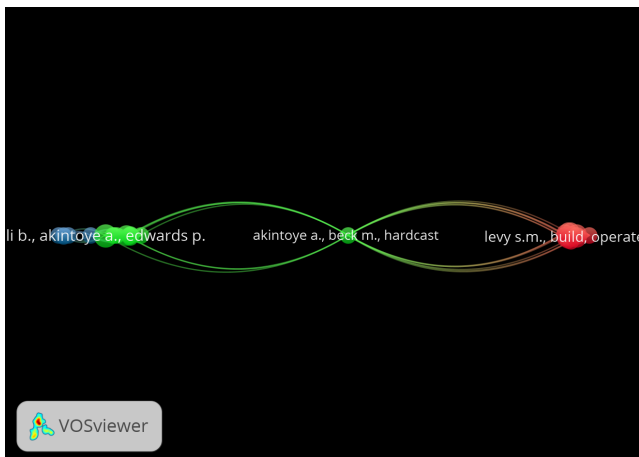 li b., akintoye a., edwards p.
akintoye a., beck m., hardcast
levy s.m., build, operate
VOSviewer